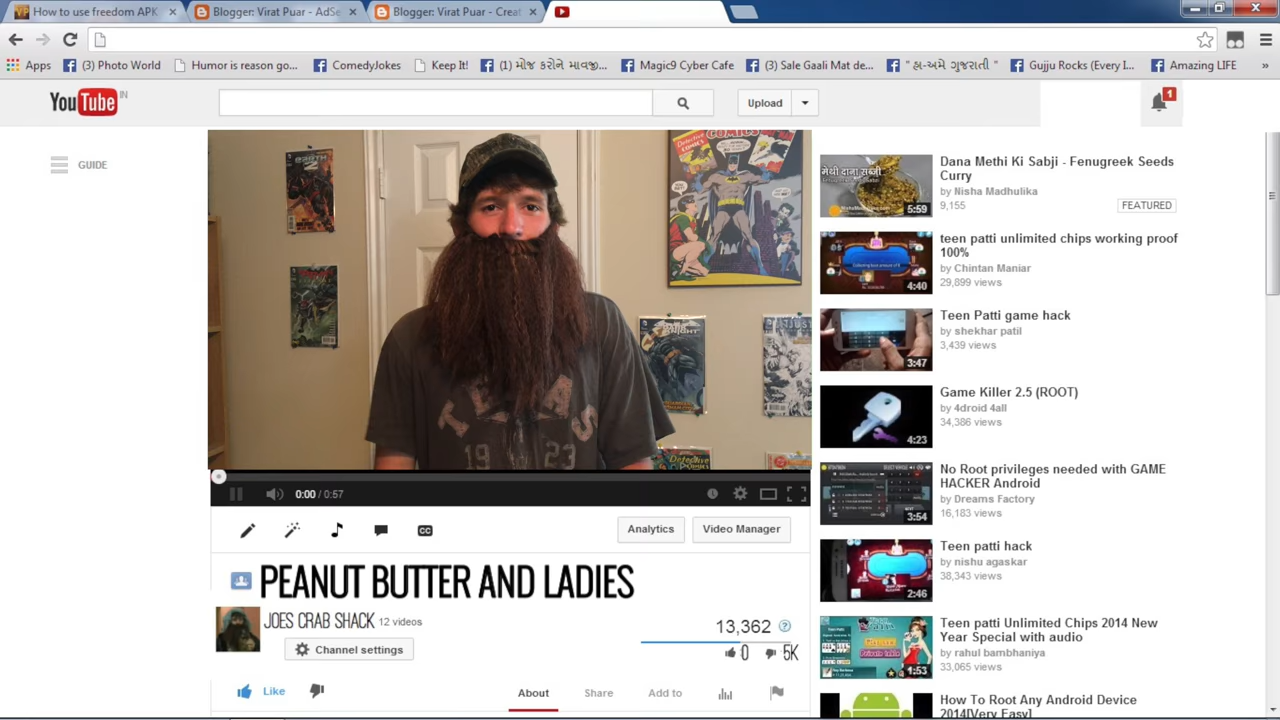 How to use freedom APK
Blogger: Virat Puar - AdSe
Blogger: Virat Puar - Creat
Apps
(3) Photo World
Humor is reason go...
ComedyJokes
Keep It!
(1) મોજ કરોને માવજી...
Magic9 Cyber Cafe
(3) Sale Gaali Mat de...
" હા-અમે ગુજરાતી "
Gujju Rocks (Every I...
Amazing LIFE
»
YouTube IN
Upload
1
GUIDE
COMICS
Detective COMICS
23
0:00 / 0:57
CC
Analytics
Video Manager
PEANUT BUTTER AND LADIES
JOES CRAB SHACK 12 videos
Channel settings
13,362
0 5K
Like
About
Share
Add to
मेथी दाना सब्ज़ी
5:59
Dana Methi Ki Sabji - Fenugreek Seeds
Curry
by Nisha Madhulika
9,155
FEATURED
4:40
teen patti unlimited chips working proof
100%
by Chintan Maniar
29,899 views
3:47
Teen Patti game hack
by shekhar patil
3,439 views
4:23
Game Killer 2.5 (ROOT)
by 4droid 4all
34,386 views
3:54
No Root privileges needed with GAME
HACKER Android
by Dreams Factory
16,183 views
2:46
Teen patti hack
by nishu agaskar
38,343 views
1:53
Teen patti Unlimited Chips 2014 New
Year Special with audio
by rahul bambhaniya
33,065 views
How To Root Any Android Device
2014[Very Easy]